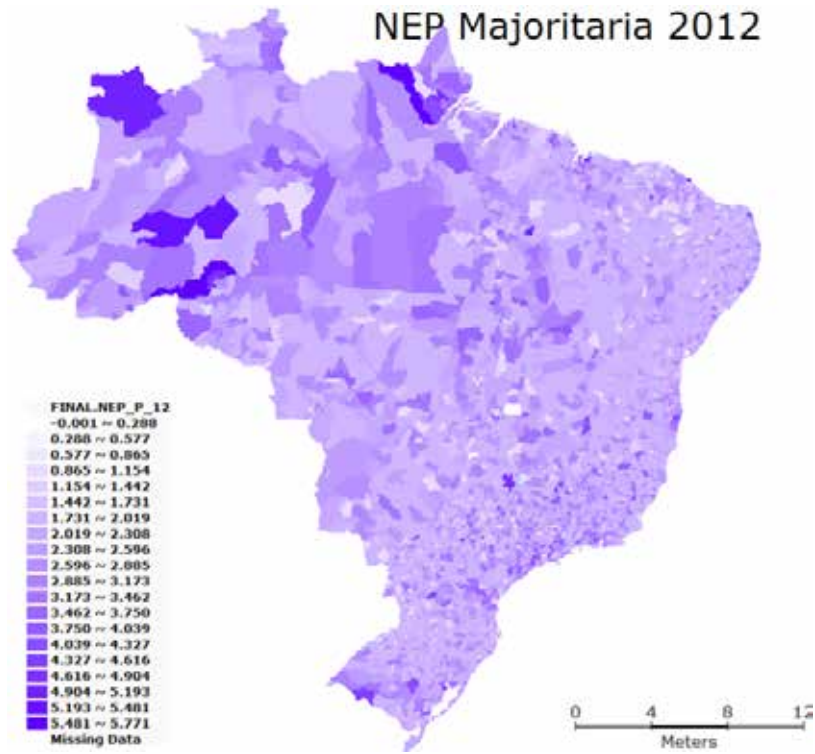 NEP Majoritaria 2012
FINAL.NEP_P_12
-0.001 ~ 0.288
0.288 ~ 0.577
0.577 ~ 0.865
0.865 ~ 1.154
1.154 ~ 1.442
1.442 ~ 1.731
1.731 ~ 2.019
2.019 ~ 2.308
2.308 ~ 2.596
2.596 ~ 2.885
2.885 ~ 3.173
3.173 ~ 3.462
3.462 ~ 3.750
3.750 ~ 4.039
4.039 ~ 4.327
4.327 ~ 4.616
4.616 ~ 4.904
4.904 ~ 5.193
5.193 ~ 5.481
5.481 ~ 5.771
Missing Data
0 4 8
Meters